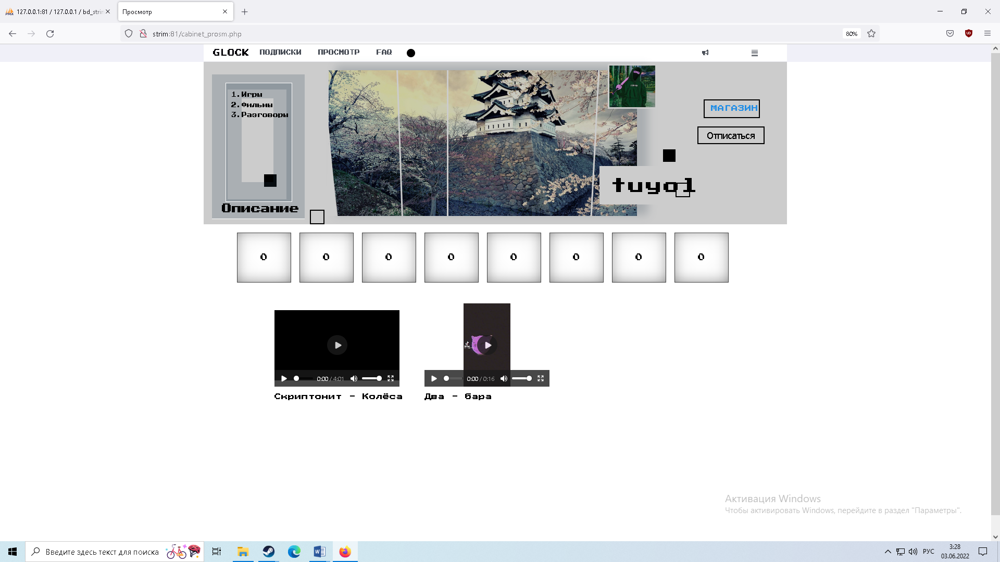 127.0.0.1:81 / 127.0.0.1 / bd_strin
Просмотр
strim:81/cabinet_prosm.php
80%
GLOCK ПОДПИСКИ ПРОСМОТР FAQ
1.Игры
2.Фильмы
3.Разговоры
Описание
МАГАЗИН
Отписаться
tuyo1
0 0 0 0 0 0 0 0
0:00 / 4:01
0:00 / 0:16
Скриптонит - Колёса
Два - бара
Активация Windows
Чтобы активировать Windows, перейдите в раздел "Параметры".
Введите здесь текст для поиска
РУС
3:28
03.06.2022